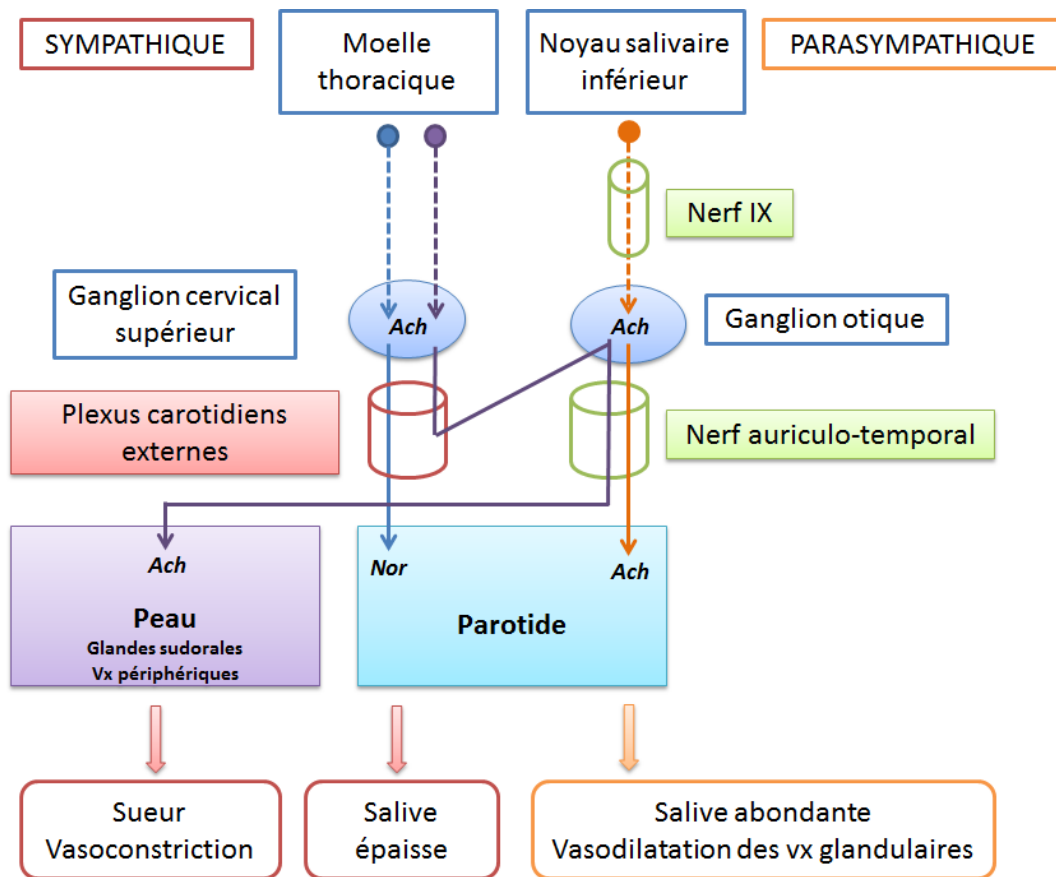 SYMPATHIQUE
Moelle
thoracique
Noyau salivaire
inférieur
PARASYMPATHIQUE
Nerf IX
Ganglion cervical
supérieur
Ach
Ach
Ganglion otique
Plexus carotidiens
externes
Nerf auriculo-temporal
Ach
Peau
Glandes sudorales
Vx périphériques
Nor
Ach
Parotide
Sueur
Vasoconstriction
Salive
épaisse
Salive abondante
Vasodilatation des vx glandulaires